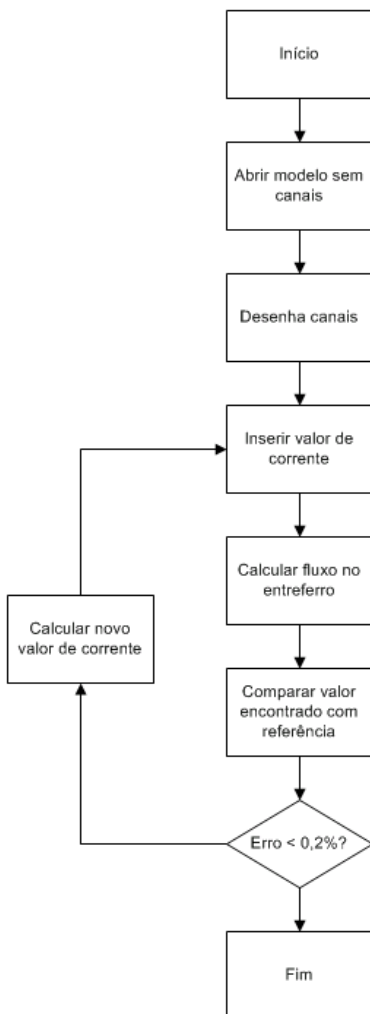 Início
Abrir modelo sem
canais
Desenha canais
Inserir valor de
corrente
Calcular fluxo no
entreferro
Calcular novo
valor de corrente
Comparar valor
encontrado com
referência
Erro < 0,2%?
Fim